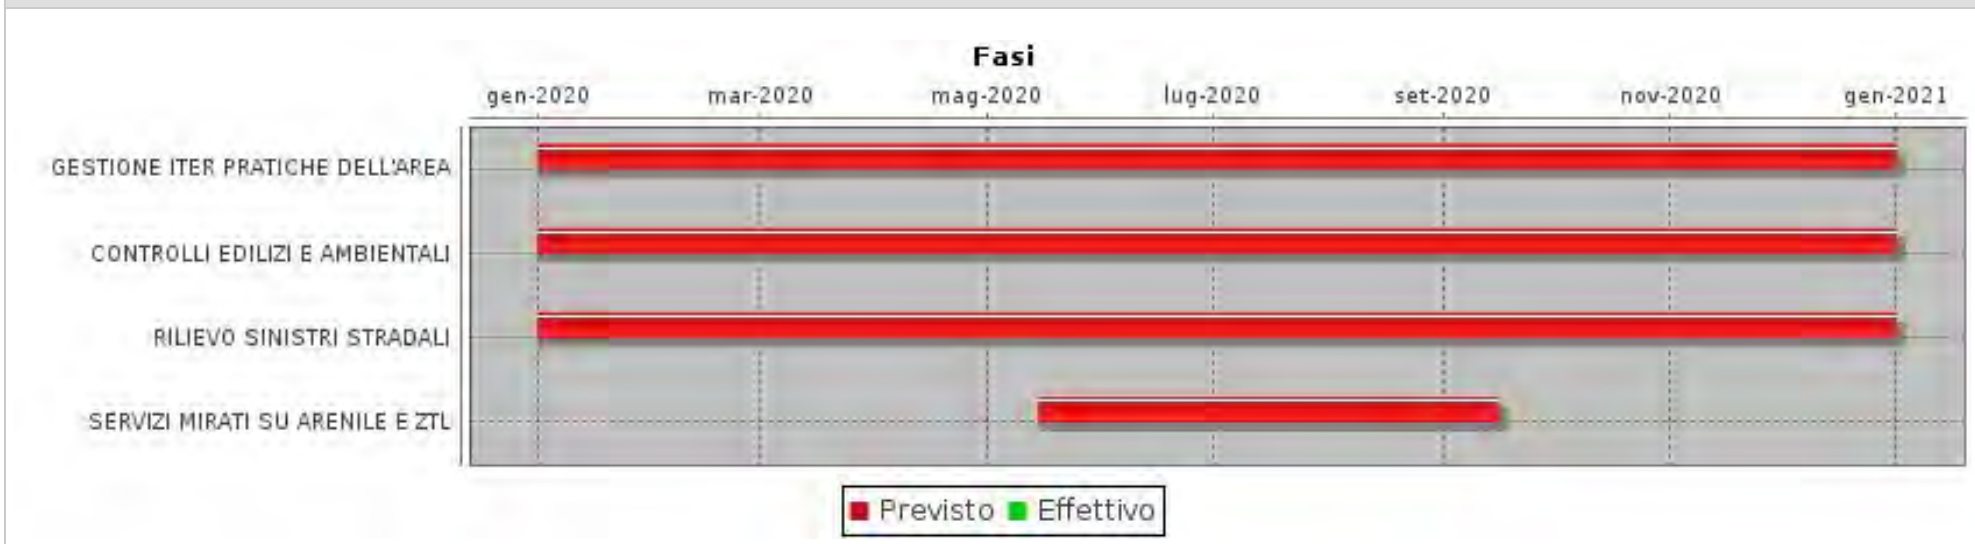 Fasi
gen-2020 mar-2020 mag-2020 lug-2020 set-2020 nov-2020 gen-2021
GESTIONE ITER PRATICHE DELL'AREA
CONTROLLI EDILIZI E AMBIENTALI
RILIEVO SINISTRI STRADALI
SERVIZI MIRATI SU ARENILE E ZTL
Previsto Effettivo